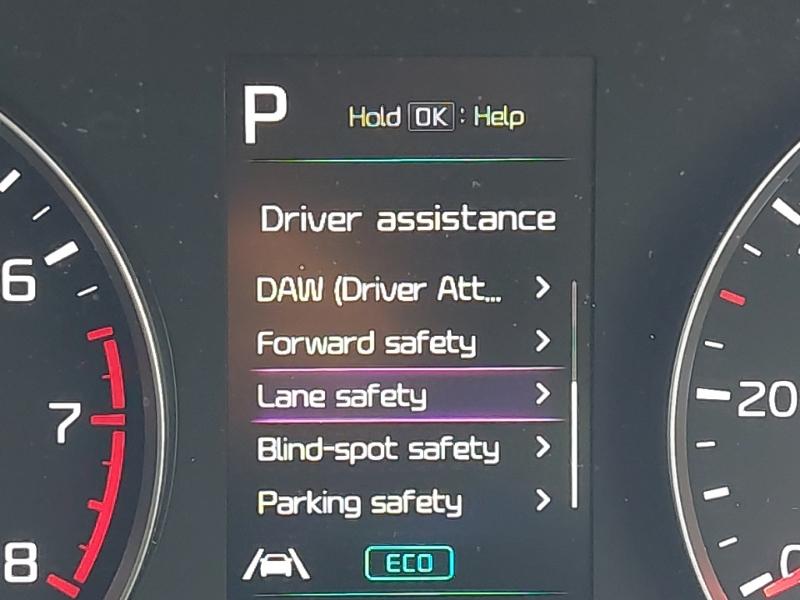 P
Hold OK : Help
Driver assistance
DAW (Driver Att...
Forward safety
Lane safety
Blind-spot safety
Parking safety
ECO
6
7
8
20
0